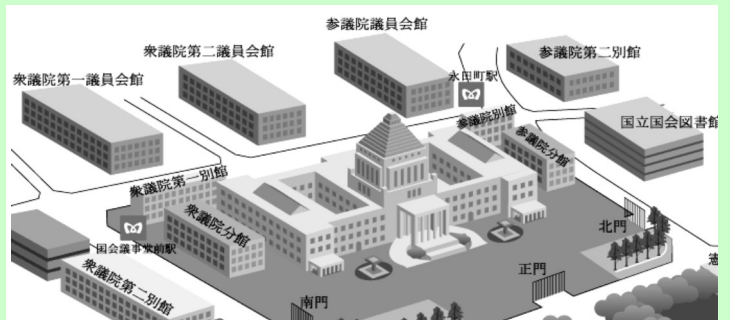 参議院議員会館
衆議院第二議員会館
参議院第二別館
衆議院第一議員会館
永田町駅
参議院別館
国立国会図書館
参議院分館
衆議院第一別館
衆議院分館
北門
国会議事堂前駅
憲
正門
衆議院第二別館
南門